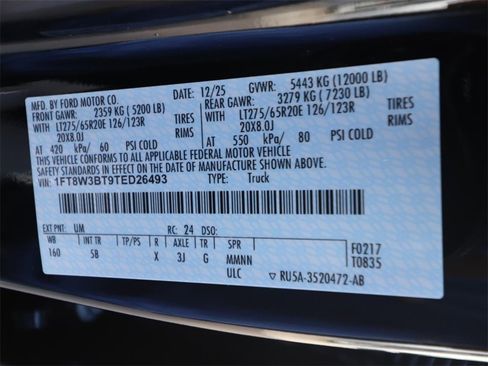 MFD. BY FORD MOTOR CO. DATE: 12/25 GVWR: 5443 KG (12000 LB)
FRONT GAWR: 2359 KG (5200 LB) REAR GAWR: 3279 KG (7230 LB)
WITH LT275/65R20E 126/123R TIRES WITH LT275/65R20E 126/123R TIRES
20X8.0J RIMS 20X8.0J RIMS
AT 420 kPa/ 60 PSI COLD AT 550 kPa/ 80 PSI COLD
THIS VEHICLE CONFORMS TO ALL APPLICABLE FEDERAL MOTOR VEHICLE
SAFETY STANDARDS IN EFFECT ON THE DATE OF MANUFACTURE SHOWN ABOVE.
VIN: 1FT8W3BT9TED26493 TYPE: Truck
EXT PNT: UM RC: 24 DSO:
WB INT TR TP/PS R AXLE TR SPR F0217
160 5B X 3J G MMNN T0835
ULC ▽ RU5A-3520472-AB